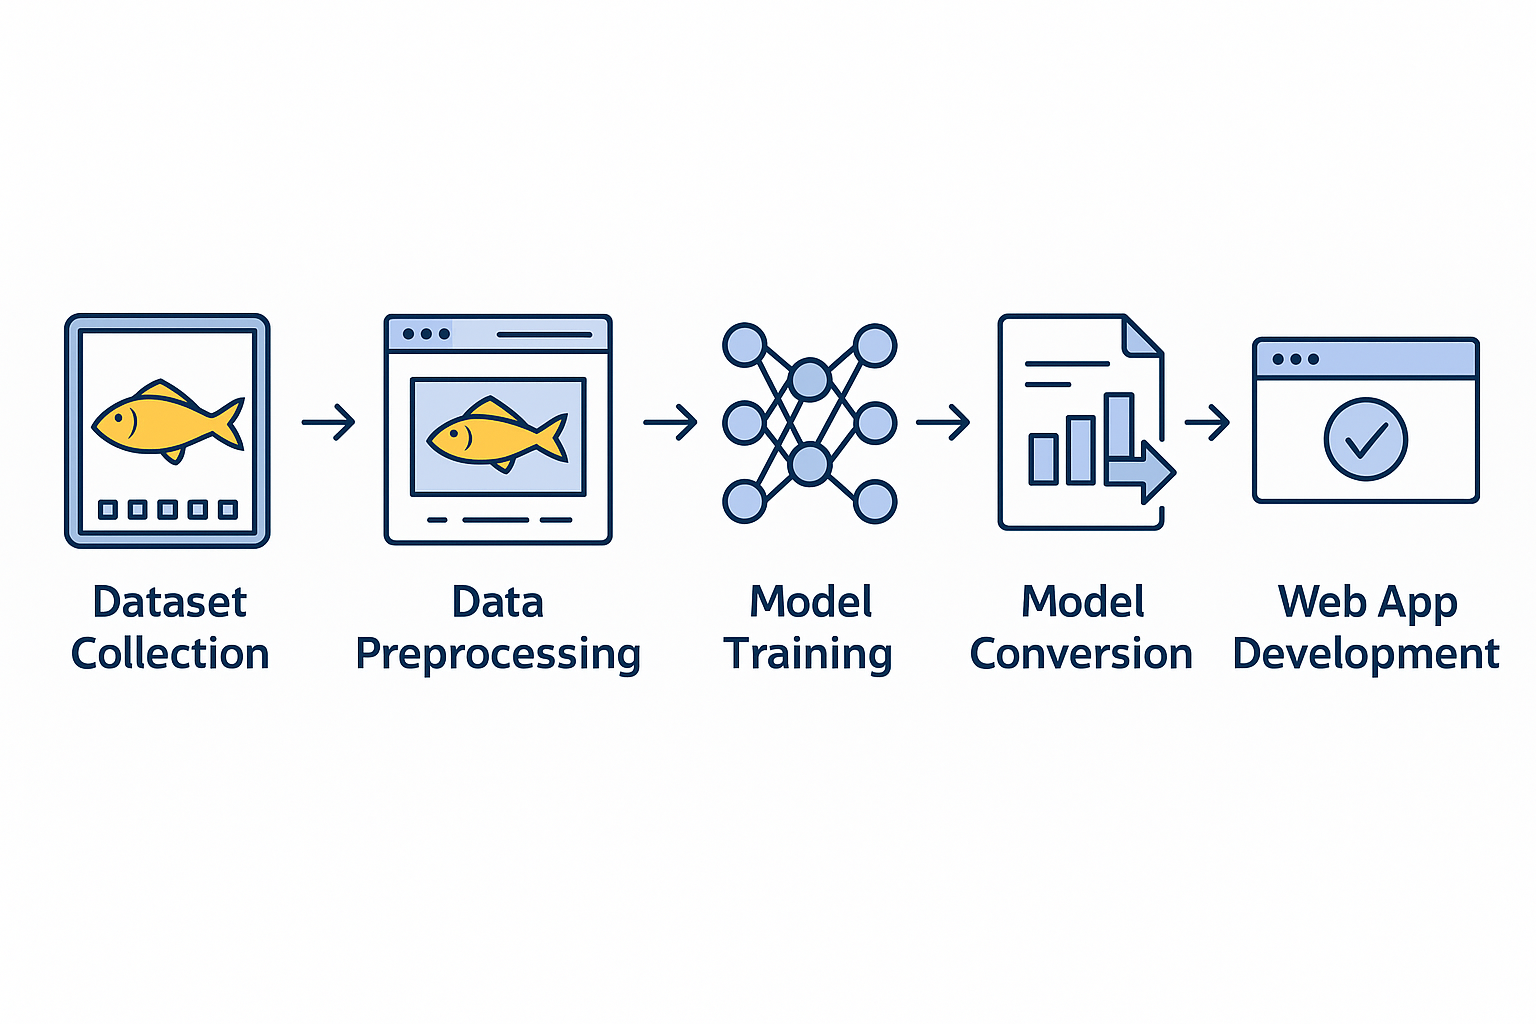 Dataset
Collection
Data
Preprocessing
Model
Training
Model
Conversion
Web App
Development